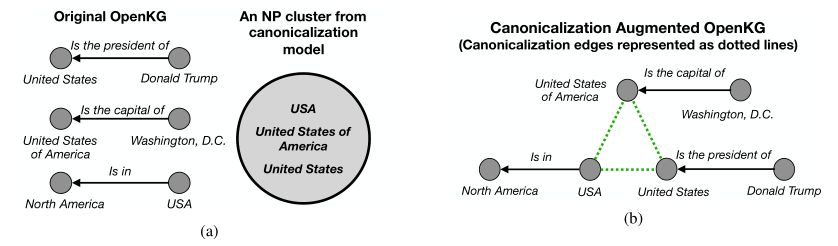 Original OpenKG
Is the president of
United States
Donald Trump
Is the capital of
United States
of America
Washington, D.C.
Is in
North America
USA
An NP cluster from
canonicalization
model
USA
United States of
America
United States
(a)
Canonicalization Augmented OpenKG
(Canonicalization edges represented as dotted lines)
United States
of America
Is the capital of
Washington, D.C.
Is in
Is the president of
North America
USA
United States
Donald Trump
(b)